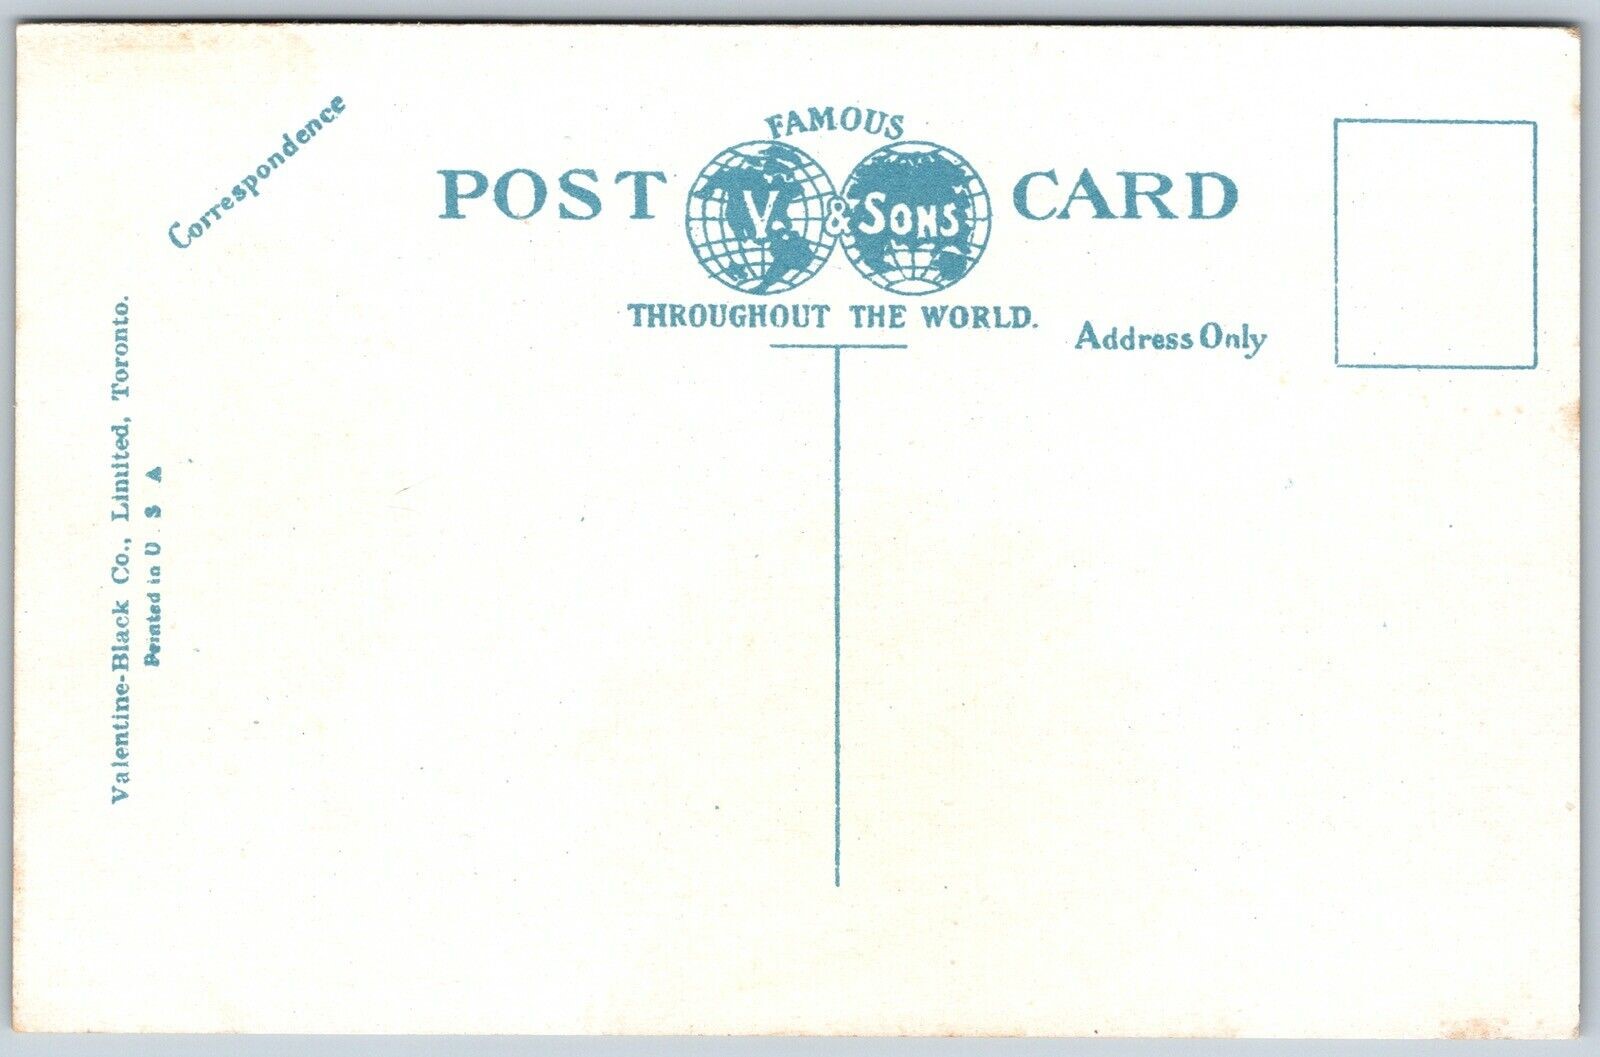 Correspondence
FAMOUS
POST V. & SONS CARD
THROUGHOUT THE WORLD.
Address Only
Valentine-Black Co., Limited, Toronto.
Printed in U S A